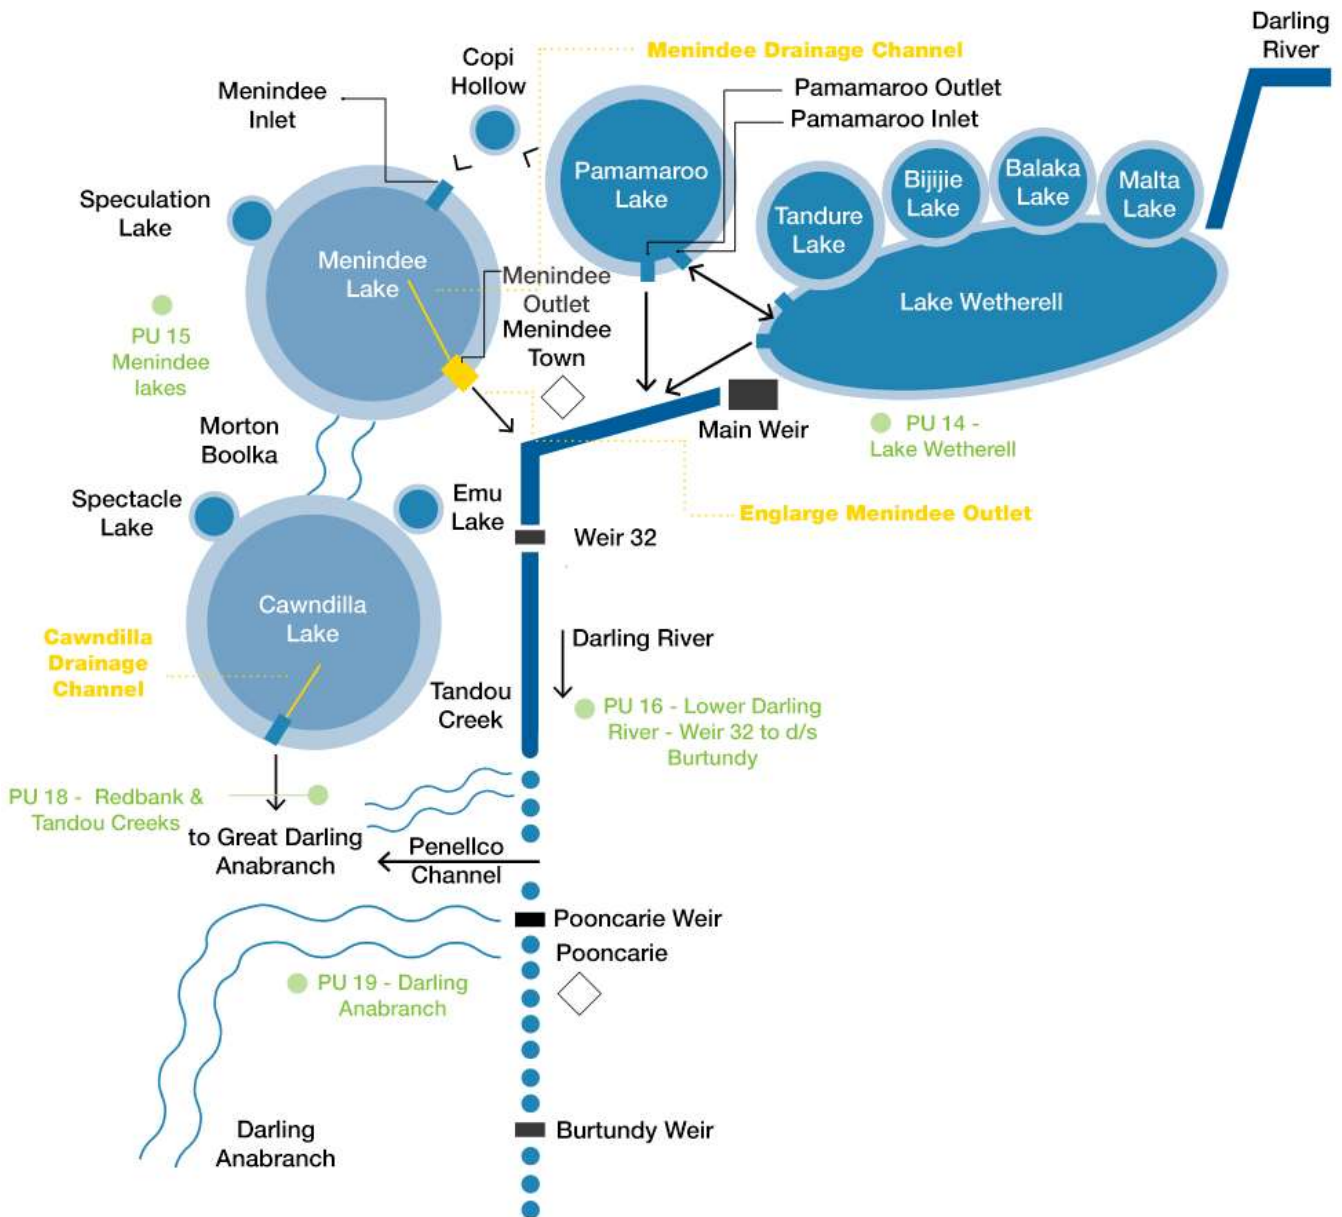 Darling
River
Menindee Drainage Channel
Copi
Hollow
Menindee
Inlet
Pamamaroo Outlet
Pamamaroo Inlet
Pamamaroo
Lake
Tandure
Lake
Bijijie
Lake
Balaka
Lake
Malta
Lake
Speculation
Lake
Menindee
Lake
Menindee
Outlet
Menindee
Town
Lake Wetherell
PU 15
Menindee
lakes
Main Weir
PU 14 -
Lake Wetherell
Morton
Boolka
Spectacle
Lake
Emu
Lake
Englarge Menindee Outlet
Weir 32
Cawndilla
Lake
Cawndilla
Drainage
Channel
Darling River
Tandou
Creek
PU 16 - Lower Darling
River - Weir 32 to d/s
Burtundy
PU 18 - Redbank &
Tandou Creeks
to Great Darling
Anabranch
Penellco
Channel
Pooncarie Weir
Pooncarie
PU 19 - Darling
Anabranch
Darling
Anabranch
Burtundy Weir